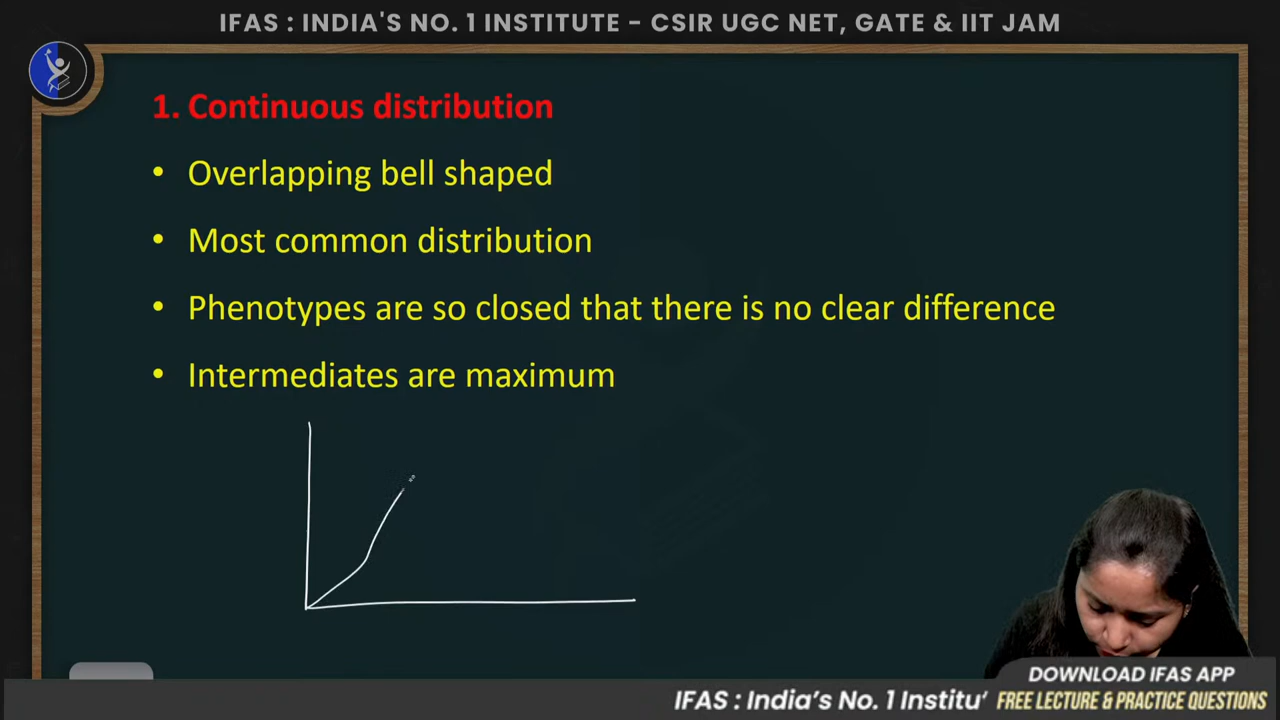 IFAS : INDIA'S NO. 1 INSTITUTE - CSIR UGC NET, GATE & IIT JAM
1. Continuous distribution
• Overlapping bell shaped
• Most common distribution
• Phenotypes are so closed that there is no clear difference
• Intermediates are maximum
DOWNLOAD IFAS APP
IFAS : India's No. 1 Institu'
FREE LECTURE & PRACTICE QUESTIONS